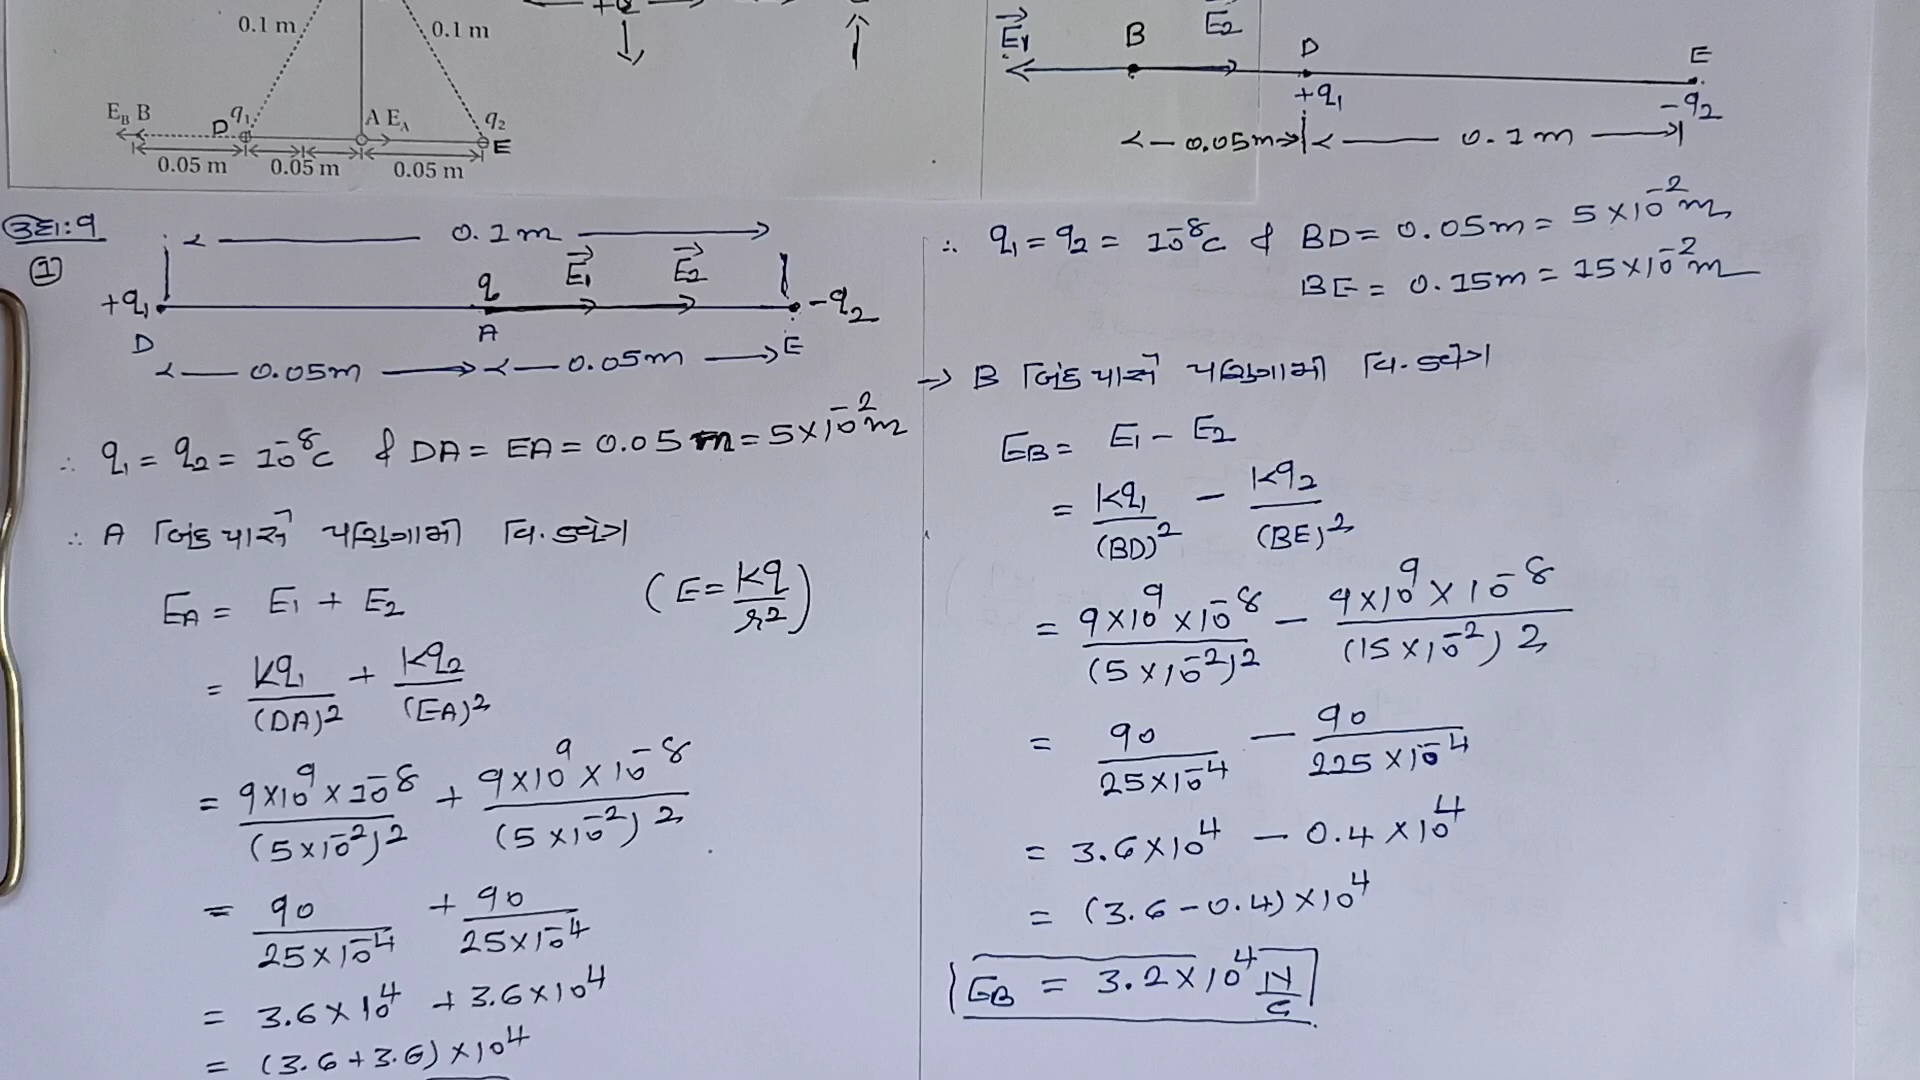 0.1 m
0.1 m
E_B B
D q₁
A E_A
q₂
E
0.05 m
0.05 m
0.05 m
E₁
B
E₂
D
E
+q₁
-q₂
0.05m
0.1m
ઉદા:9
①
0.1m
q
E₁
E₂
+q₁
-q₂
D
A
E
0.05m
0.05m
∴ q₁ = q₂ = 10⁻⁸C & DA = EA = 0.05 m = 5×10⁻²m
∴ A બિંદુ પાસે પરિણામી વિ.ક્ષેત્ર
E_A = E₁ + E₂ (E = kq/r²)
= kq₁/(DA)² + kq₂/(EA)²
= 9×10⁹×10⁻⁸/(5×10⁻²)² + 9×10⁹×10⁻⁸/(5×10⁻²)²
= 90/25×10⁻⁴ + 90/25×10⁻⁴
= 3.6×10⁴ + 3.6×10⁴
= (3.6+3.6)×10⁴
∴ q₁ = q₂ = 10⁻⁸C & BD = 0.05m = 5×10⁻²m
BE = 0.15m = 15×10⁻²m
→ B બિંદુ પાસે પરિણામી વિ.ક્ષેત્ર
E_B = E₁ - E₂
= kq₁/(BD)² - kq₂/(BE)²
= 9×10⁹×10⁻⁸/(5×10⁻²)² - 9×10⁹×10⁻⁸/(15×10⁻²)²
= 90/25×10⁻⁴ - 90/225×10⁻⁴
= 3.6×10⁴ - 0.4×10⁴
= (3.6-0.4)×10⁴
E_B = 3.2×10⁴ N/C